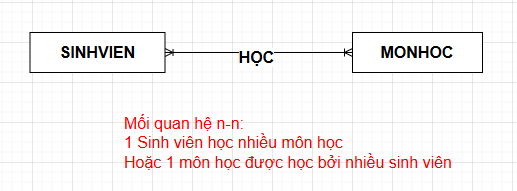 SINHVIEN
HỌC
MONHOC
Mối quan hệ n-n:
1 Sinh viên học nhiều môn học
Hoặc 1 môn học được học bởi nhiều sinh viên